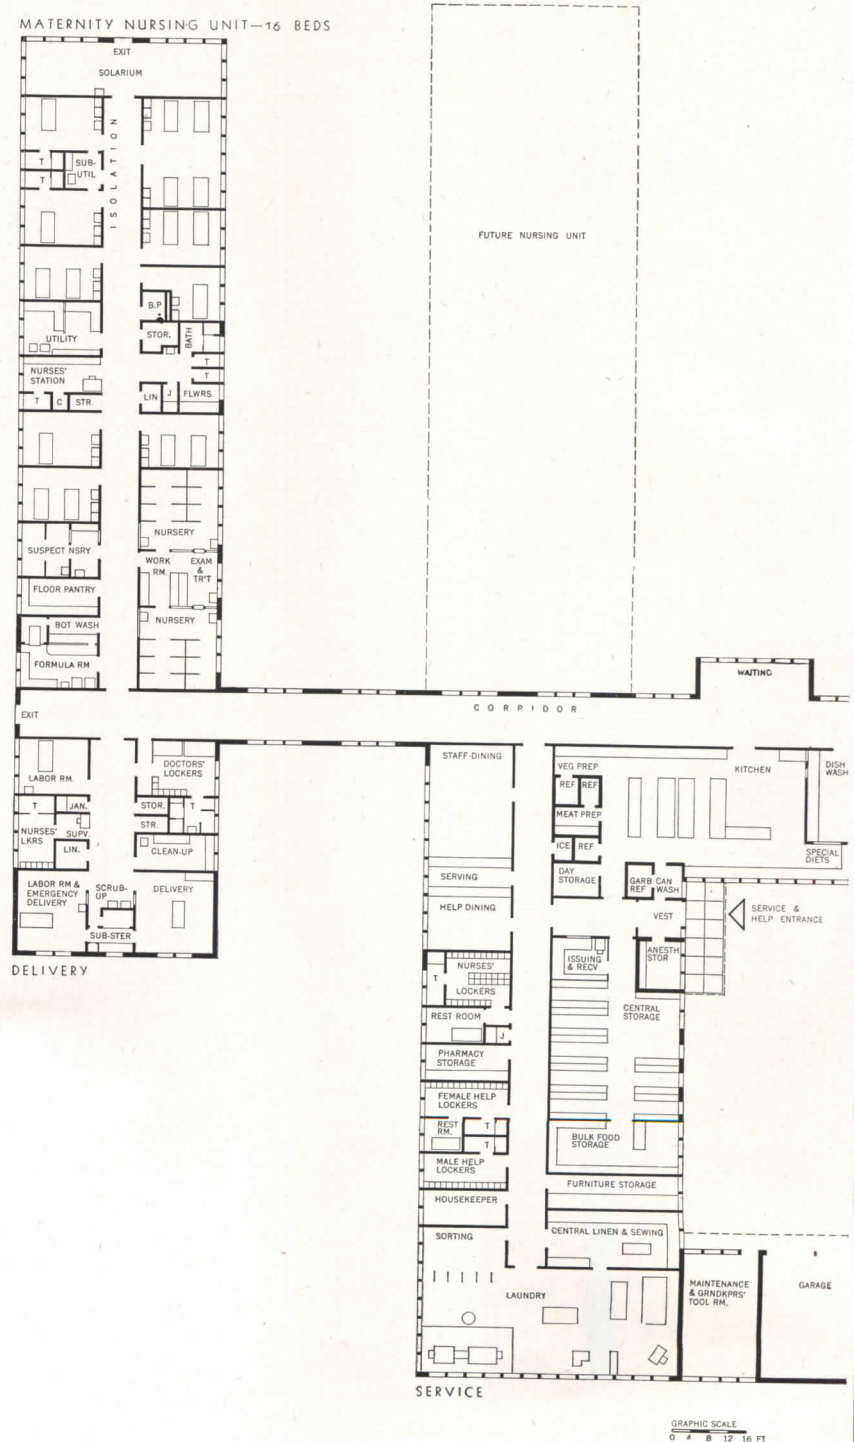 MATERNITY NURSING UNIT—16 BEDS
EXIT
SOLARIUM
ISOLATION
T
SUB-
UTIL
T
B.P
STOR.
BATH
UTILITY
T
T
NURSES'
STATION
T
C
STR.
LIN
J
FLWRS.
NURSERY
SUSPECT NSRY
WORK
RM
EXAM
&
TR'T
FLOOR PANTRY
NURSERY
BOT WASH
FORMULA RM
FUTURE NURSING UNIT
WAITING
CORPIDOR
EXIT
LABOR RM.
DOCTORS'
LOCKERS
T
JAN.
STOR.
T
NURSES'
LKRS
SUPV.
STR.
LIN.
CLEAN-UP
LABOR RM &
EMERGENCY
DELIVERY
SCRUB-
UP
DELIVERY
SUB-STER
DELIVERY
STAFF DINING
VEG PREP
KITCHEN
DISH
WASH
REF
REF
MEAT PREP
ICE
REF
SPECIAL
DIETS
SERVING
DAY
STORAGE
GARB
REF
CAN
WASH
HELP DINING
VEST
SERVICE &
HELP ENTRANCE
ANESTH
STOR
ISSUING
& RECV
NURSES'
LOCKERS
T
CENTRAL
STORAGE
REST ROOM
J
PHARMACY
STORAGE
FEMALE HELP
LOCKERS
REST
RM.
T
T
BULK FOOD
STORAGE
MALE HELP
LOCKERS
FURNITURE STORAGE
HOUSEKEEPER
SORTING
CENTRAL LINEN & SEWING
LAUNDRY
MAINTENANCE
& GRNDKPRS'
TOOL RM.
GARAGE
SERVICE
GRAPHIC SCALE
0 4 8 12 16 FT